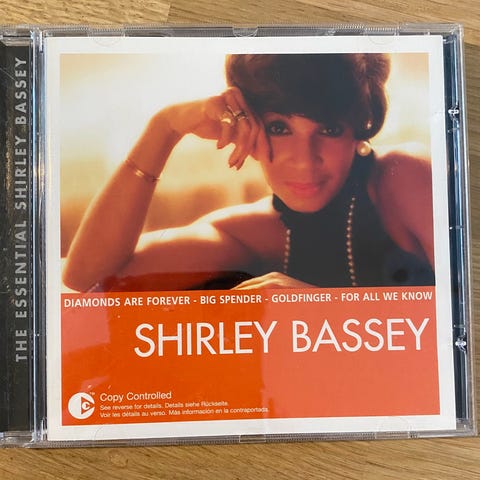 THE ESSENTIAL SHIRLEY BASSEY
DIAMONDS ARE FOREVER - BIG SPENDER - GOLDFINGER - FOR ALL WE KNOW
SHIRLEY BASSEY
Copy Controlled
See reverse for details. Details siehe Rückseite.
Voir les détails au verso. Más información en la contraportada.